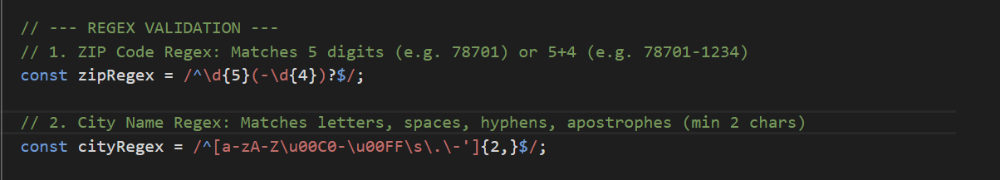 // --- REGEX VALIDATION ---
// 1. ZIP Code Regex: Matches 5 digits (e.g. 78701) or 5+4 (e.g. 78701-1234)
const zipRegex = /^\d{5}(-\d{4})?$/;
// 2. City Name Regex: Matches letters, spaces, hyphens, apostrophes (min 2 chars)
const cityRegex = /^[a-zA-Z\u00C0-\u00FF\s\.\-']{2,}$/;